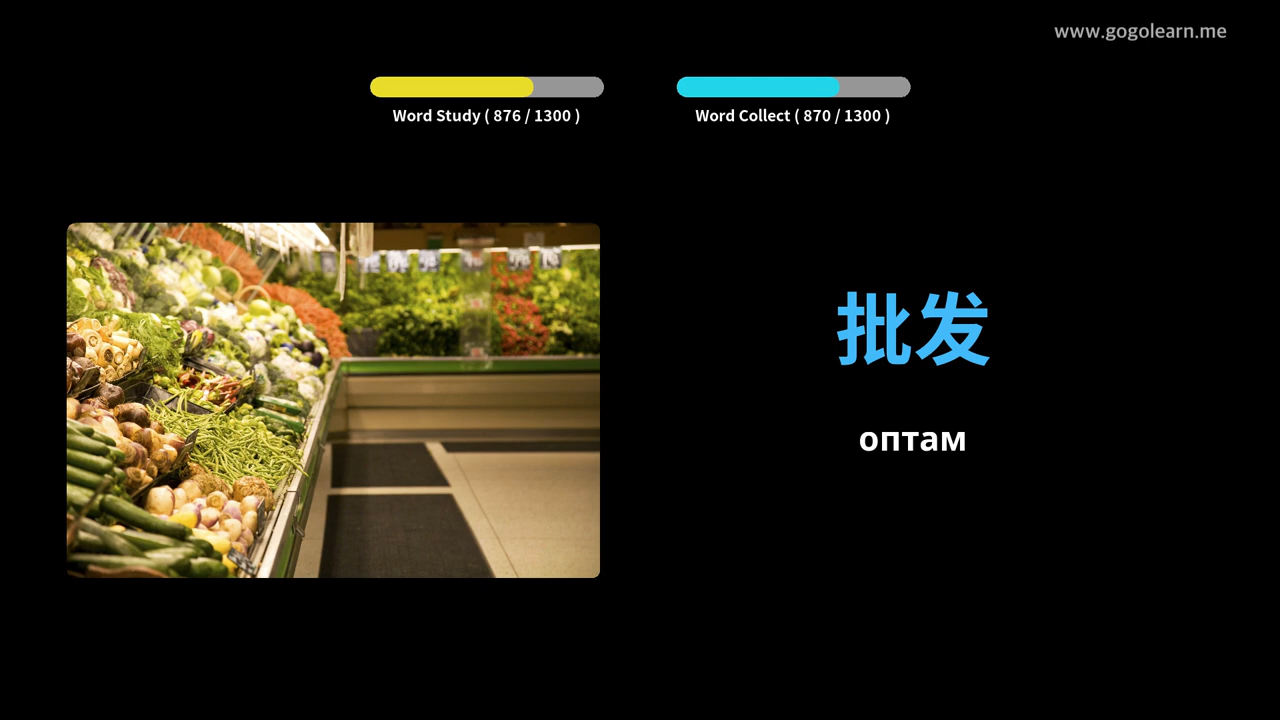 www.gogolearn.me
Word Study ( 876 / 1300 )
Word Collect ( 870 / 1300 )
批发
оптам